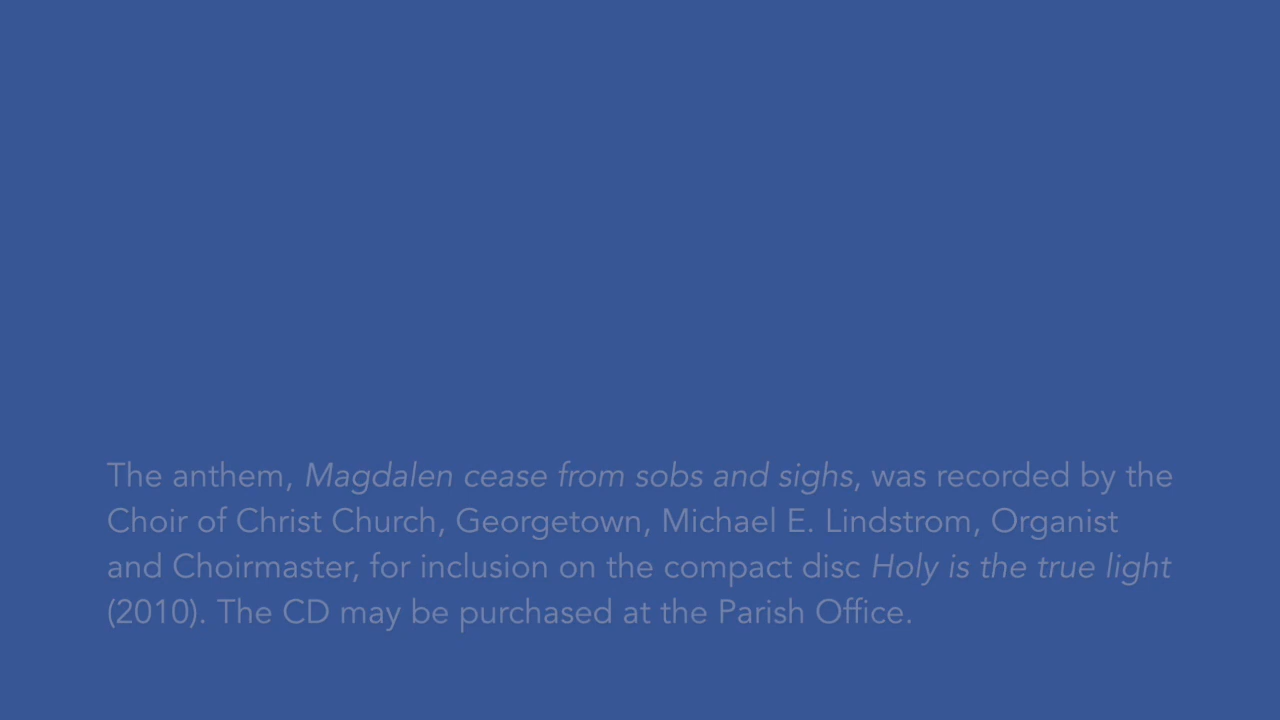 The anthem, Magdalen cease from sobs and sighs, was recorded by the
Choir of Christ Church, Georgetown, Michael E. Lindstrom, Organist
and Choirmaster, for inclusion on the compact disc Holy is the true light
(2010). The CD may be purchased at the Parish Office.